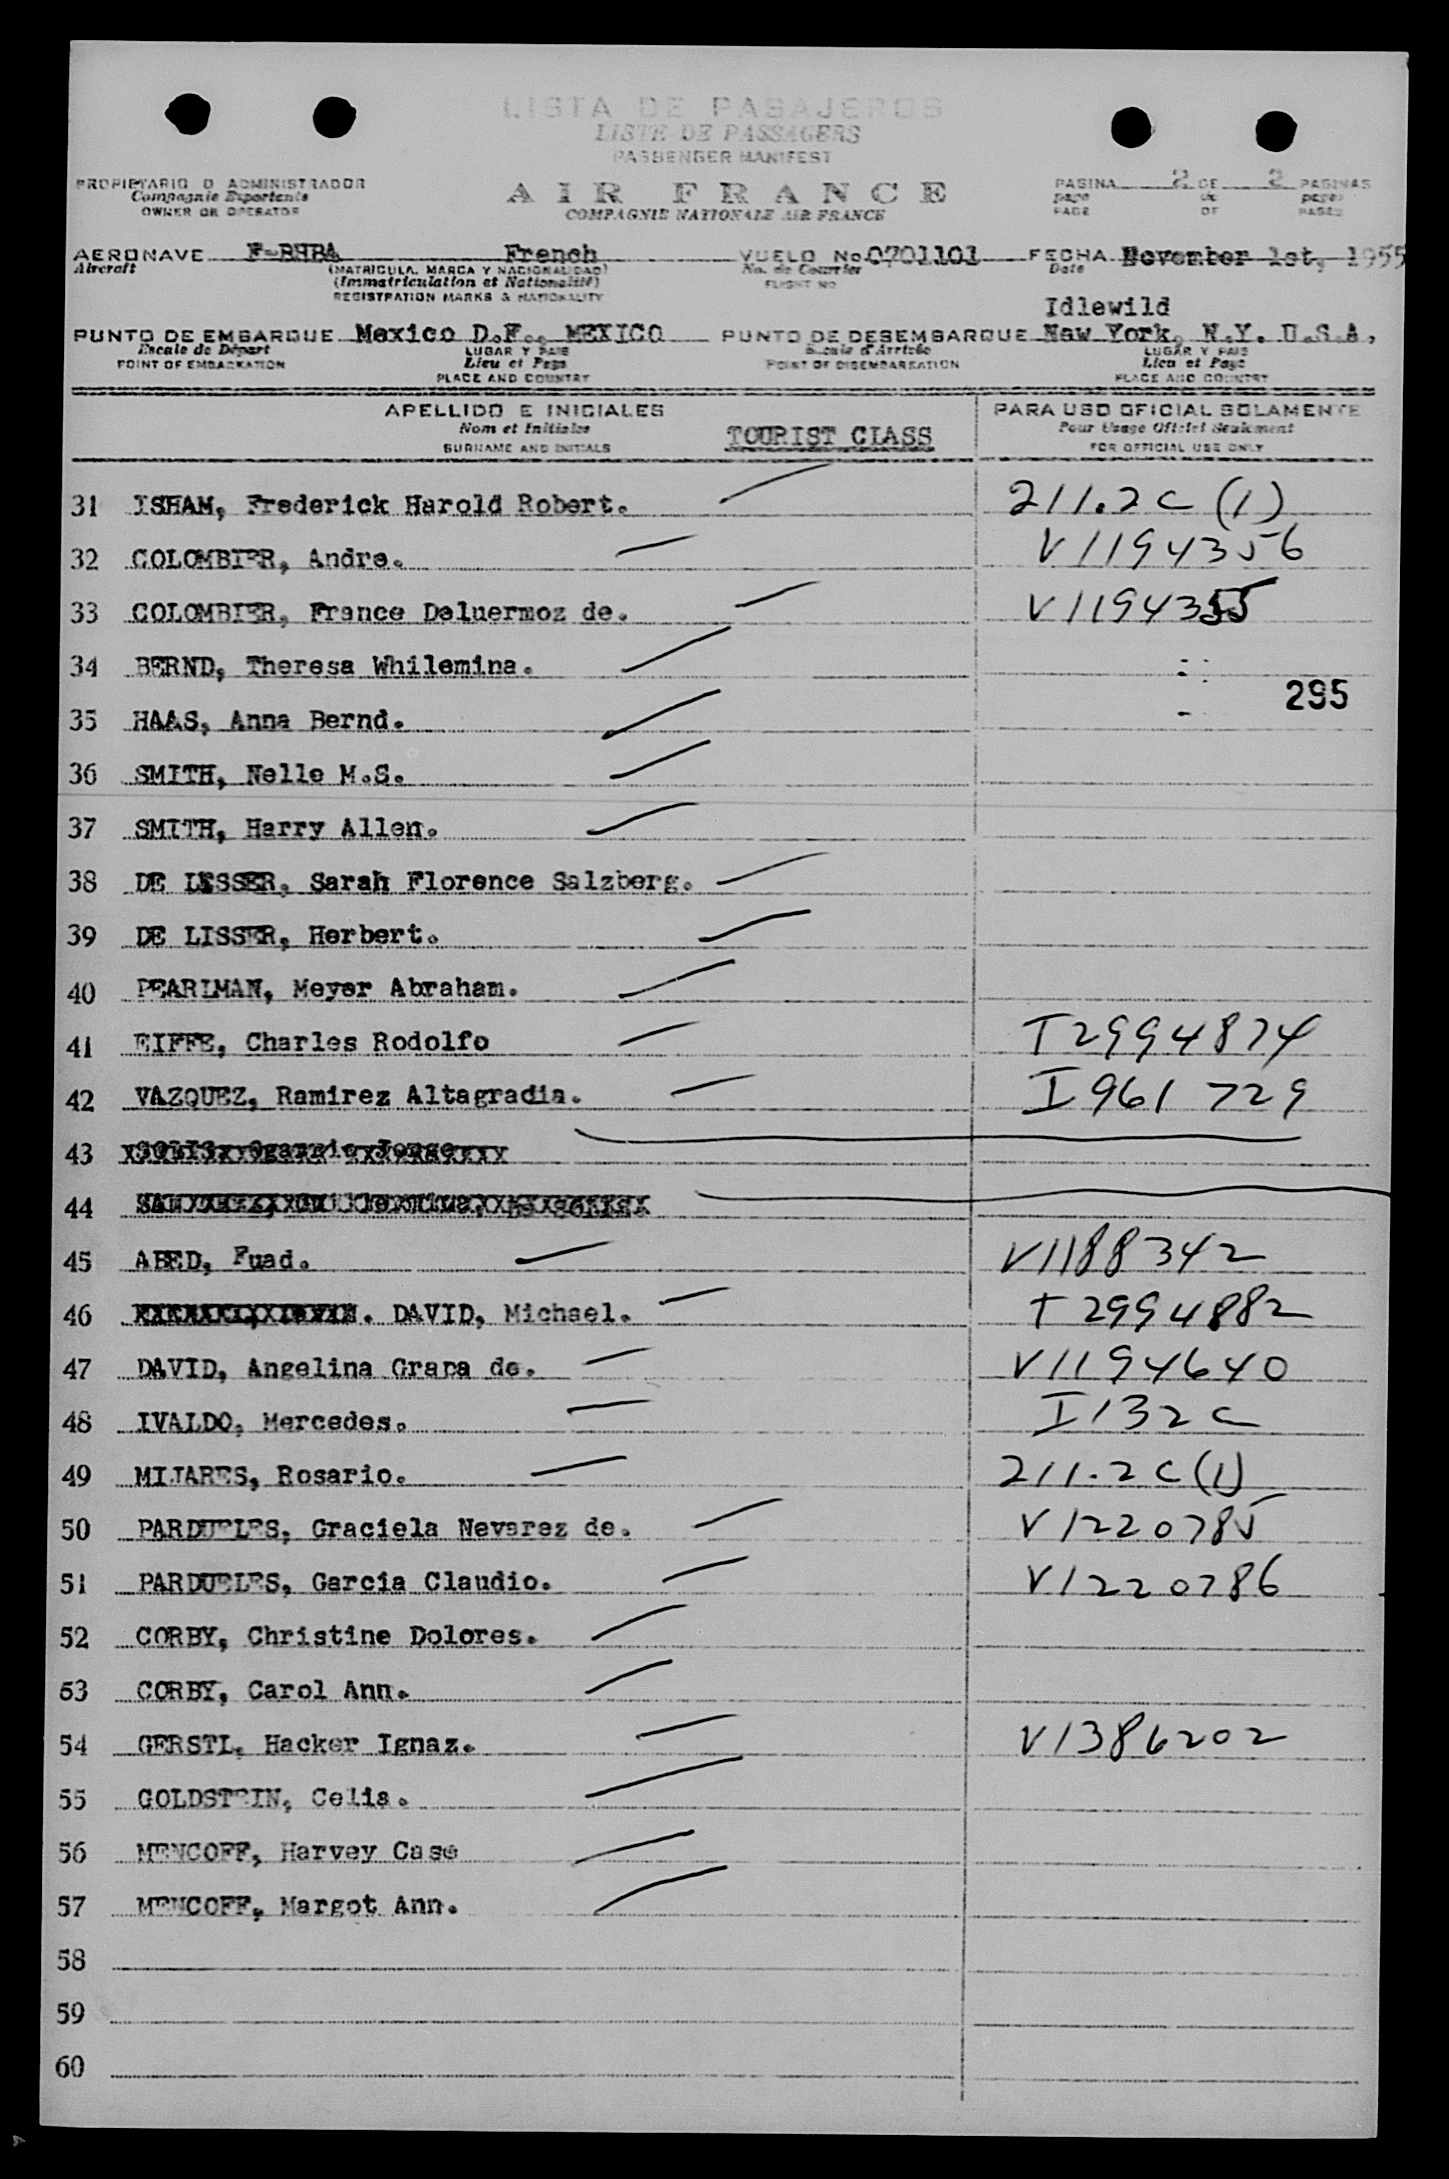 LISTA DE PASAJEROS
LISTE DE PASSAGERS
PASSENGER MANIFEST
PROPIETARIO O ADMINISTRADOR
Compagnie Exportente
OWNER OR OPERATOR
AIR FRANCE
COMPAGNIE NATIONALE AIR FRANCE
PAGINA 2 DE 2 PAGINAS
page de pages
PAGE OF PAGES
AERONAVE F-BHBA French VUELO No 0701101 FECHA November 1st, 1955
Aircraft (MATRICULA, MARCA Y NACIONALIDAD) No. de Courrier Date
(Immatriculation et Nationalité) FLIGHT NO
REGISTRATION MARKS & NATIONALITY
Idlewild
PUNTO DE EMBARQUE Mexico D.F., MEXICO PUNTO DE DESEMBARQUE New York, N.Y. U.S.A.
Escale de Départ LUGAR Y PAIS Escale d'Arrivée LUGAR Y PAIS
POINT OF EMBARKATION Lieu et Pays POINT OF DISEMBARKATION Lieu et Pays
PLACE AND COUNTRY PLACE AND COUNTRY
APELLIDO E INICIALES PARA USO OFICIAL SOLAMENTE
Nom et Initiales TOURIST CLASS Pour Usage Officiel Seulement
SURNAME AND INITIALS FOR OFFICIAL USE ONLY
31 ISHAM, Frederick Harold Robert. 211.2C (1)
32 COLOMBIER, Andre. V1194356
33 COLOMBIER, France Deluermoz de. V1194355
34 BERND, Theresa Whilemina.
295
35 HAAS, Anna Bernd.
36 SMITH, Nelle M.S.
37 SMITH, Harry Allen.
38 DE LISSER, Sarah Florence Salzberg.
39 DE LISSER, Herbert.
40 PEARLMAN, Meyer Abraham.
41 EIFFE, Charles Rodolfo T2994874
42 VAZQUEZ, Ramirez Altagradia. I961729
43 SOLIS, Jorge
44
45 ABED, Fuad. V1188342
46 DAVID, Michael. T2994882
47 DAVID, Angelina Grapa de. V1194640
48 IVALDO, Mercedes. I132C
49 MIJARES, Rosario. 211.2C(1)
50 PARDUELES, Graciela Nevarez de. V1220785
51 PARDUELES, Garcia Claudio. V1220786
52 CORBY, Christine Dolores.
53 CORBY, Carol Ann.
54 GERSTL, Hacker Ignaz. V1386202
55 GOLDSTEIN, Celia.
56 MENCOFF, Harvey Case
57 MENCOFF, Margot Ann.
58
59
60